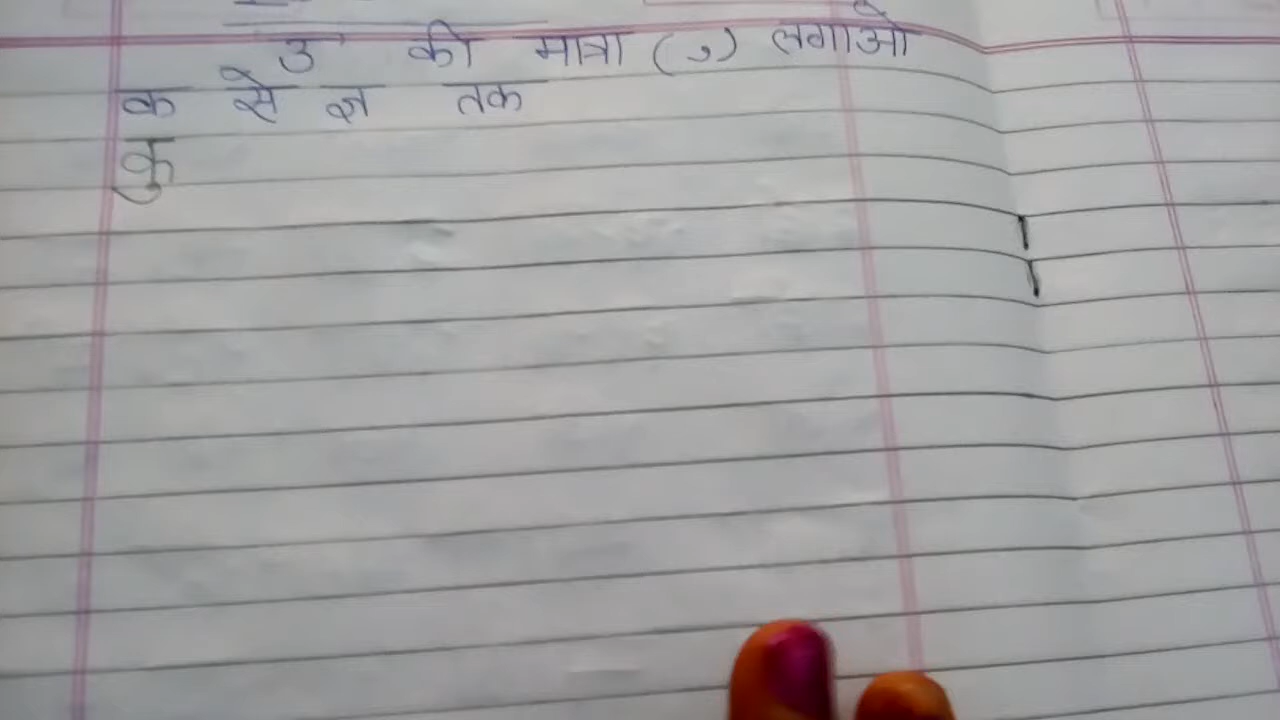 उ की मात्रा ( ु ) लगाओ
क से ज्ञ तक
कु